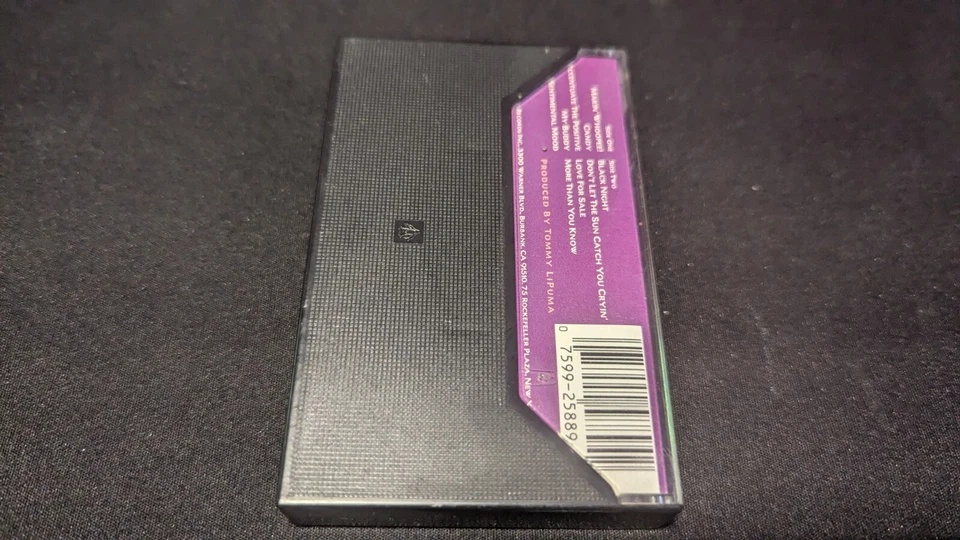 Side One
Makin' Whoopee!
Candy
Accentuate The Positive
My Buddy
Sentimental Mood
Side Two
Black Night
Don't Let The Sun Catch You Cryin'
Love For Sale
More Than You Know
Produced By Tommy LiPuma
Records Inc., 3300 Warner Blvd., Burbank, CA 91510, 75 Rockefeller Plaza, New
0 7599-25889